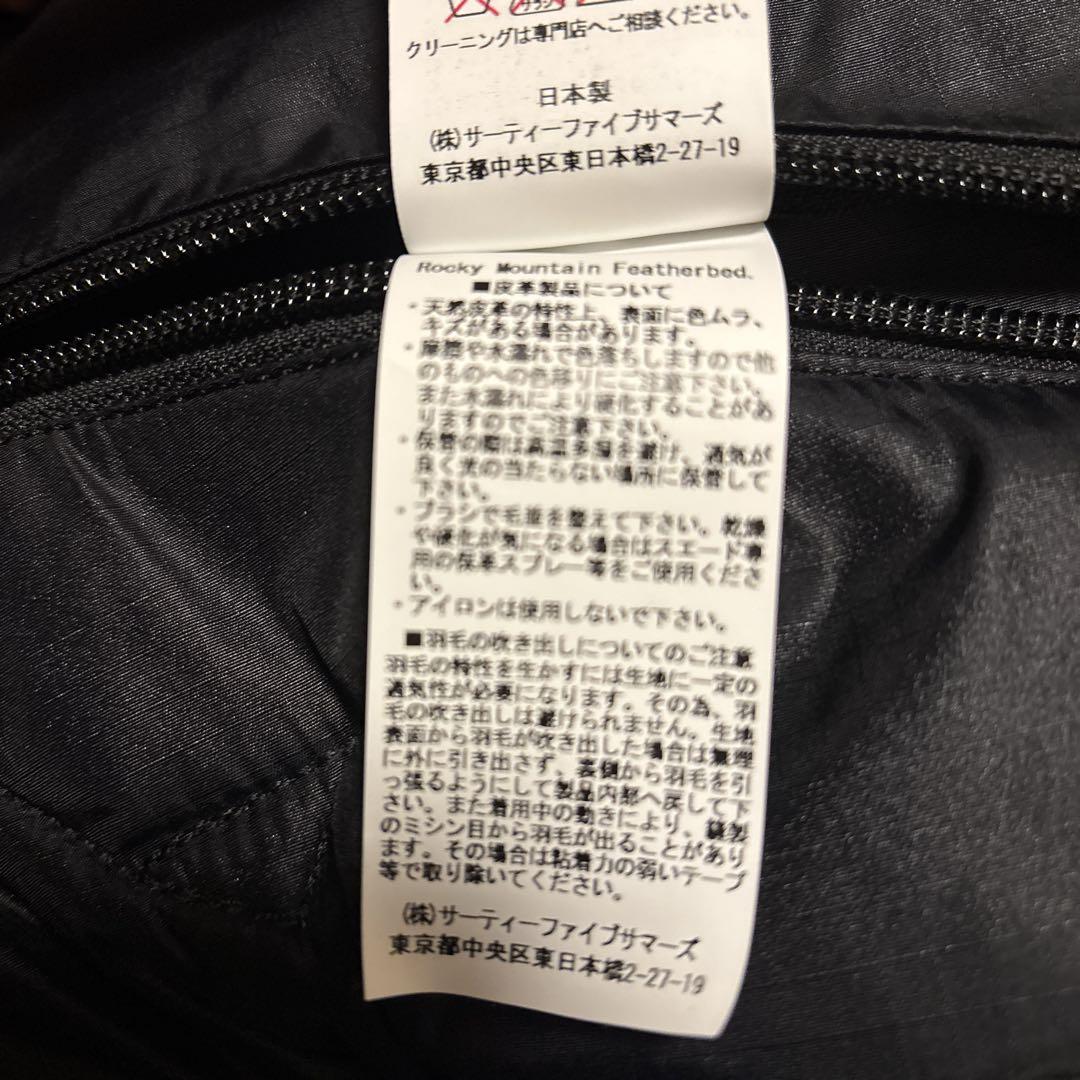 クリーニングは専門店へご相談ください。
日本製
(株)サーティーファイブサマーズ
東京都中央区東日本橋2-27-19
Rocky Mountain Featherbed.
■皮革製品について
・天然皮革の特性上、表面に色ムラ、
キズがある場合があります。
・摩擦や水濡れで色落ちしますので他
のものへの色移りにご注意下さい。
また水濡れにより硬化することがあ
りますのでご注意下さい。
・保管の際は高温多湿を避け、通気が
良く光の当たらない場所に保管して
下さい。
・ブラシで毛並を整えて下さい。乾燥
や硬化が気になる場合はスエード専
用の保革スプレー等をご使用くださ
い。
・アイロンは使用しないで下さい。
■羽毛の吹き出しについてのご注意
羽毛の特性を生かすには生地に一定の
通気性が必要になります。その為、羽
毛の吹き出しは避けられません。生地
表面から羽毛が吹き出した場合は無理
に外に引き出さず、裏側から羽毛を引
っ張るようにして製品内部へ戻して下
さい。また着用中の動きにより、縫製
のミシン目から羽毛が出ることがあり
ます。その場合は粘着力の弱いテープ
等で取り除いてください。
(株)サーティーファイブサマーズ
東京都中央区東日本橋2-27-19